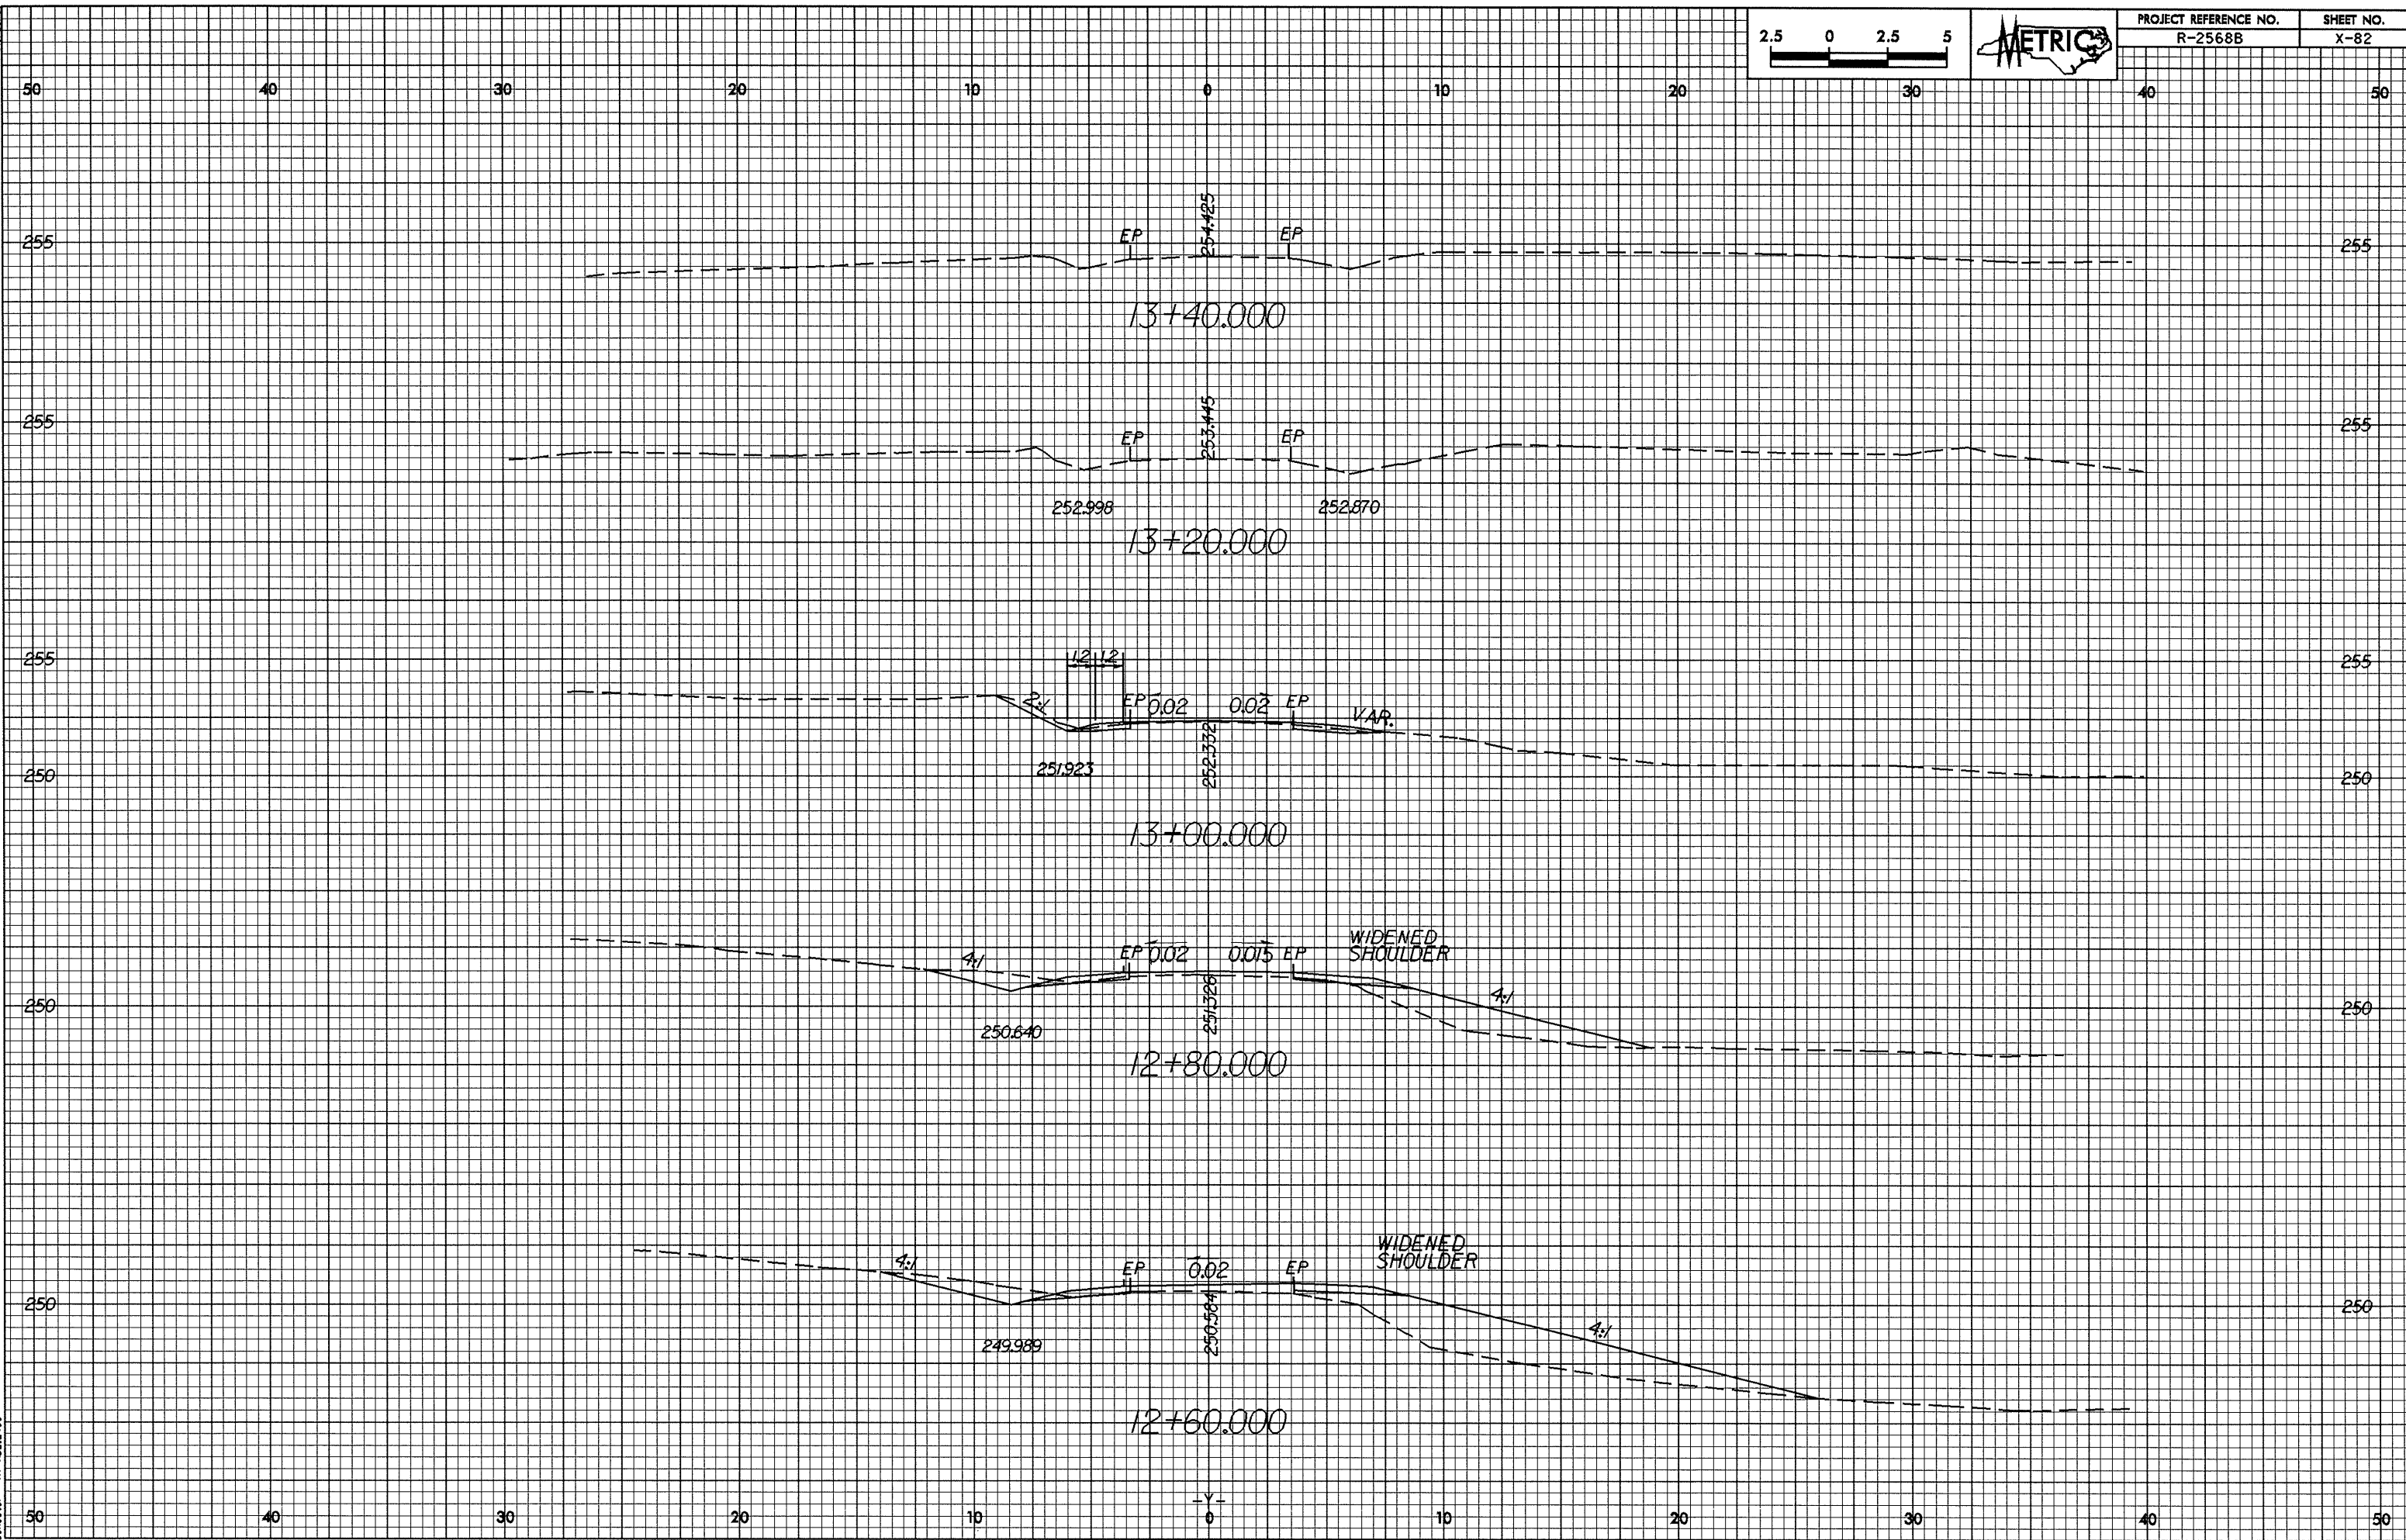 PROJECT REFERENCE NO. SHEET NO.
R-2568B X-82
2.5 0 2.5 5
METRIC
50 40 30 20 10 0 10 20 30 40 50
254.425
EP EP
255 255
13+40.000
253.445
255 255
EP EP
252.998 252.870
13+20.000
1.2 1.2
255 255
2:1 EP 0.02 0.02 EP VAR.
252.332
251.923
250 250
13+00.000
WIDENED
SHOULDER
4:1 EP 0.02 0.015 EP
4:1
250 250
251.326
250.640
12+80.000
WIDENED
SHOULDER
4:1 EP 0.02 EP
250 250
250.584
4:1
249.989
12+60.000
-Y-
50 40 30 20 10 0 10 20 30 40 50